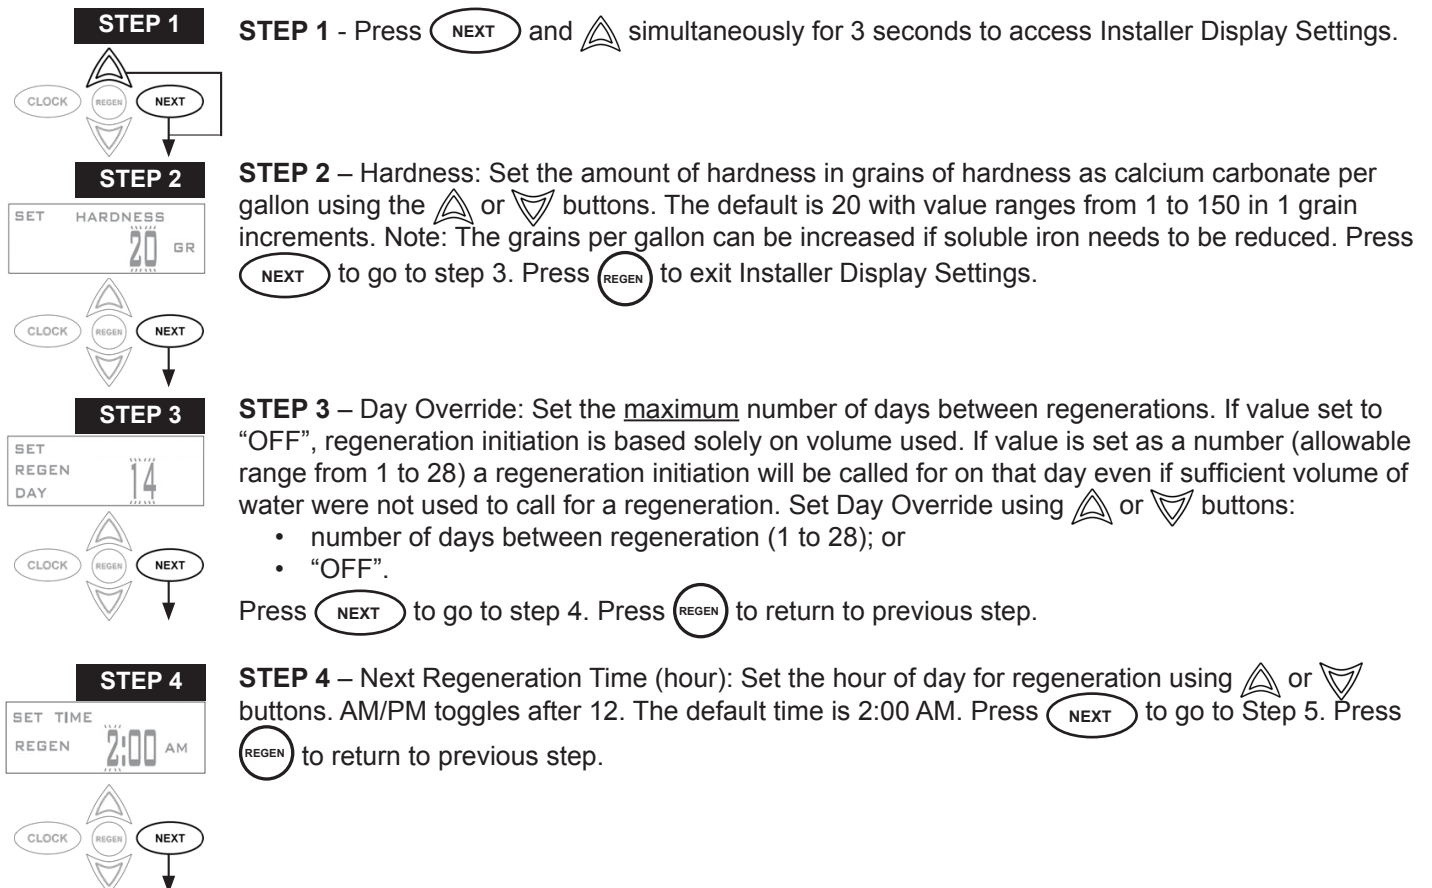 STEP 1
STEP 1 - Press NEXT and simultaneously for 3 seconds to access Installer Display Settings.
CLOCK REGEN NEXT
STEP 2
STEP 2 – Hardness: Set the amount of hardness in grains of hardness as calcium carbonate per
gallon using the or buttons. The default is 20 with value ranges from 1 to 150 in 1 grain
increments. Note: The grains per gallon can be increased if soluble iron needs to be reduced. Press
NEXT to go to step 3. Press REGEN to exit Installer Display Settings.
SET HARDNESS
20 GR
CLOCK REGEN NEXT
STEP 3
STEP 3 – Day Override: Set the maximum number of days between regenerations. If value set to
“OFF”, regeneration initiation is based solely on volume used. If value is set as a number (allowable
range from 1 to 28) a regeneration initiation will be called for on that day even if sufficient volume of
water were not used to call for a regeneration. Set Day Override using or buttons:
• number of days between regeneration (1 to 28); or
• “OFF”.
Press NEXT to go to step 4. Press REGEN to return to previous step.
SET
REGEN 14
DAY
CLOCK REGEN NEXT
STEP 4
STEP 4 – Next Regeneration Time (hour): Set the hour of day for regeneration using or
buttons. AM/PM toggles after 12. The default time is 2:00 AM. Press NEXT to go to Step 5. Press
REGEN to return to previous step.
SET TIME
REGEN 2:00 AM
CLOCK REGEN NEXT